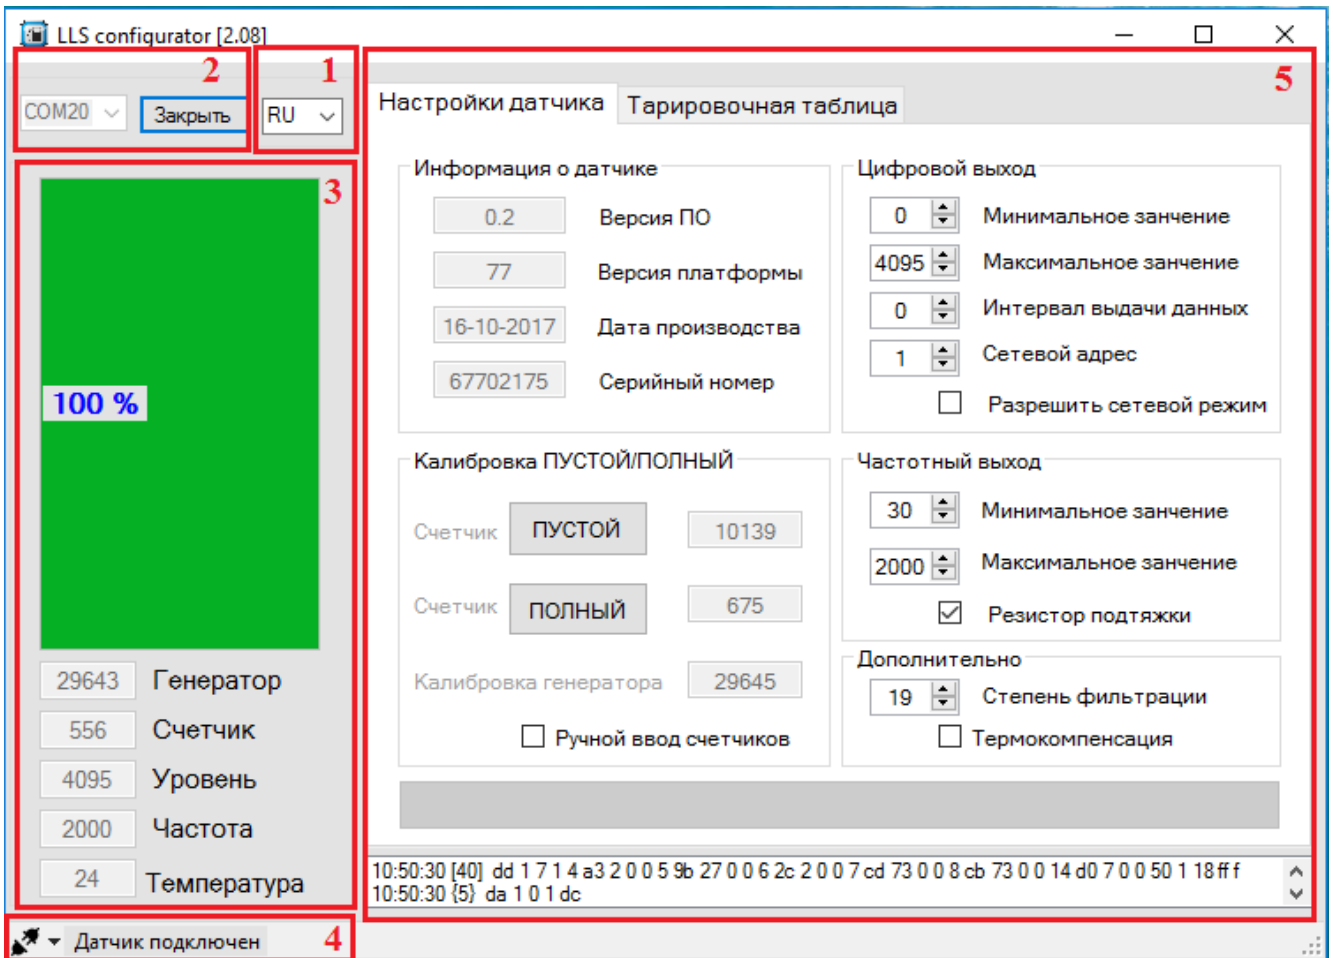 LLS configurator [2.08]
2
1
5
COM20
Закрыть
RU
Настройки датчика
Тарировочная таблица
3
100 %
29643 Генератор
556 Счетчик
4095 Уровень
2000 Частота
24 Температура
Информация о датчике
0.2 Версия ПО
77 Версия платформы
16-10-2017 Дата производства
67702175 Серийный номер
Цифровой выход
0 Минимальное занчение
4095 Максимальное занчение
0 Интервал выдачи данных
1 Сетевой адрес
Разрешить сетевой режим
Калибровка ПУСТОЙ/ПОЛНЫЙ
Счетчик ПУСТОЙ 10139
Счетчик ПОЛНЫЙ 675
Калибровка генератора 29645
Ручной ввод счетчиков
Частотный выход
30 Минимальное занчение
2000 Максимальное занчение
Резистор подтяжки
Дополнительно
19 Степень фильтрации
Термокомпенсация
10:50:30 [40] dd 1 7 1 4 a3 2 0 0 5 9b 27 0 0 6 2c 2 0 0 7 cd 73 0 0 8 cb 73 0 0 14 d0 7 0 0 50 1 18 ff f
10:50:30 {5} da 1 0 1 dc
Датчик подключен
4